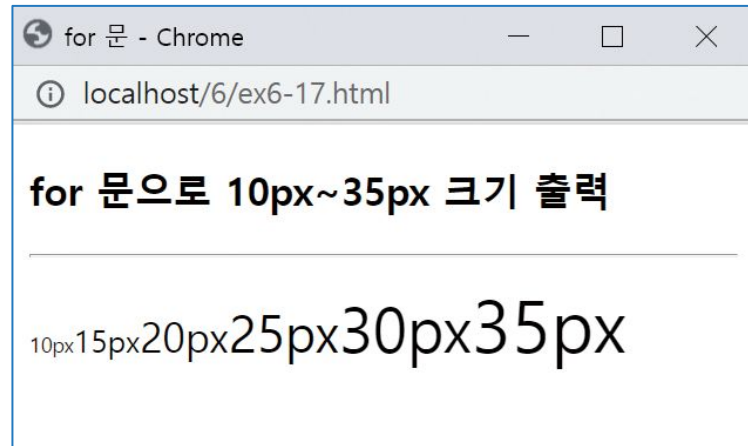 for 문 - Chrome
localhost/6/ex6-17.html
for 문으로 10px~35px 크기 출력
10px15px20px25px30px35px